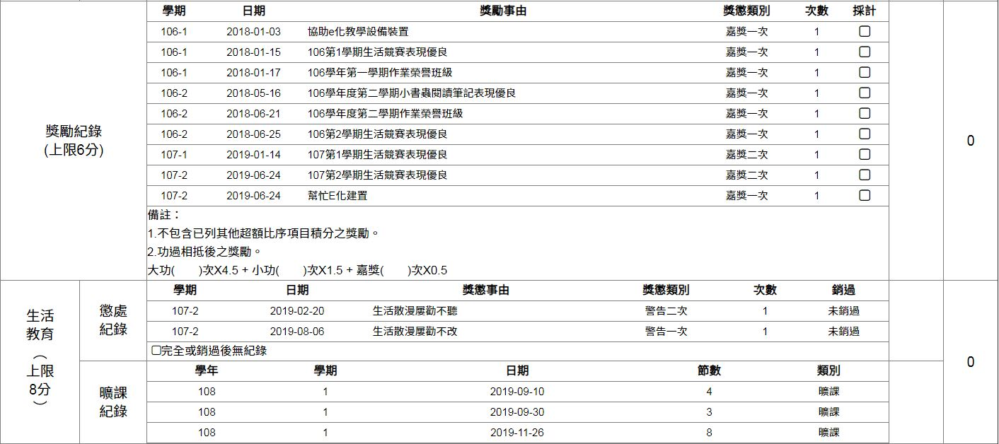 學期 日期 獎勵事由 獎懲類別 次數 採計
106-1 2018-01-03 協助e化教學設備裝置 嘉獎一次 1
106-1 2018-01-15 106第1學期生活競賽表現優良 嘉獎一次 1
106-1 2018-01-17 106學年第一學期作業榮譽班級 嘉獎一次 1
106-2 2018-05-16 106學年度第二學期小書蟲閱讀筆記表現優良 嘉獎一次 1
106-2 2018-06-21 106學年度第二學期作業榮譽班級 嘉獎一次 1
106-2 2018-06-25 106第2學期生活競賽表現優良 嘉獎一次 1
107-1 2019-01-14 107第1學期生活競賽表現優良 嘉獎二次 1
107-2 2019-06-24 107第2學期生活競賽表現優良 嘉獎二次 1
107-2 2019-06-24 幫忙E化建置 嘉獎一次 1
獎勵紀錄
(上限6分)
0
備註：
1.不包含已列其他超額比序項目積分之獎勵。
2.功過相抵後之獎勵。
大功( )次X4.5 + 小功( )次X1.5 + 嘉獎( )次X0.5
生活
教育
（
上限
8分
）
懲處
紀錄
學期 日期 獎懲事由 獎懲類別 次數 銷過
107-2 2019-02-20 生活散漫屢勸不聽 警告二次 1 未銷過
107-2 2019-08-06 生活散漫屢勸不改 警告一次 1 未銷過
▢完全或銷過後無紀錄
0
曠課
紀錄
學年 學期 日期 節數 類別
108 1 2019-09-10 4 曠課
108 1 2019-09-30 3 曠課
108 1 2019-11-26 8 曠課